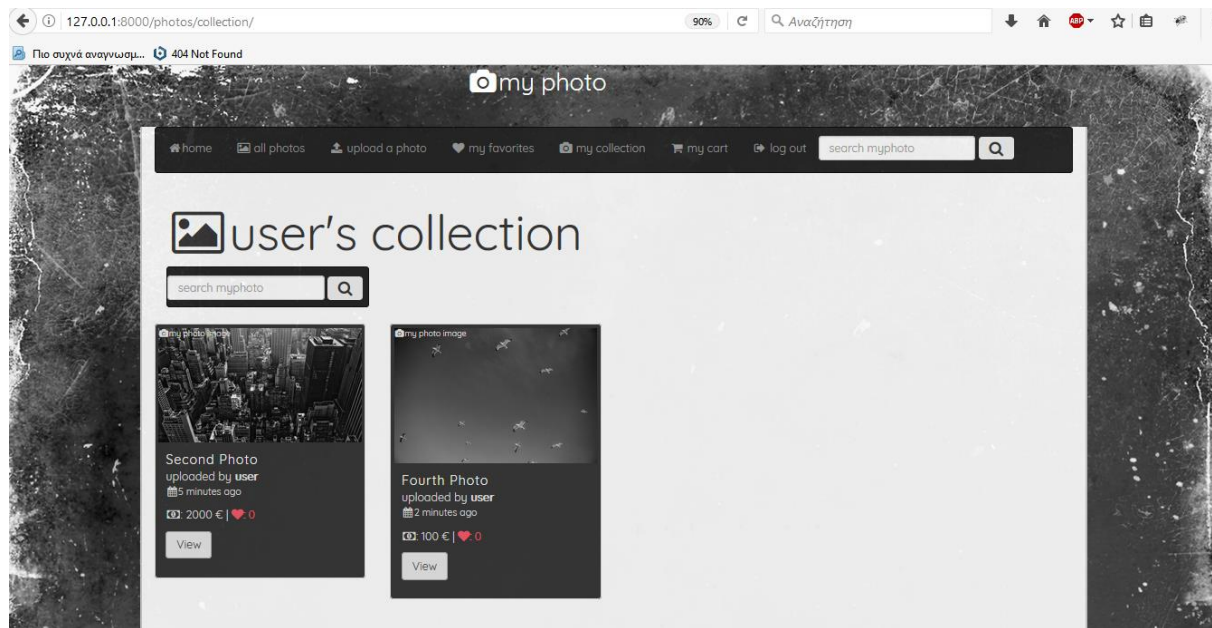 127.0.0.1:8000/photos/collection/
90%
Αναζήτηση
ABP
Πιο συχνά αναγνωσμ...
404 Not Found
my photo
home
all photos
upload a photo
my favorites
my collection
my cart
log out
search myphoto
user's collection
search myphoto
my photo image
Second Photo
uploaded by user
5 minutes ago
: 2000 € | : 0
View
my photo image
Fourth Photo
uploaded by user
2 minutes ago
: 100 € | : 0
View